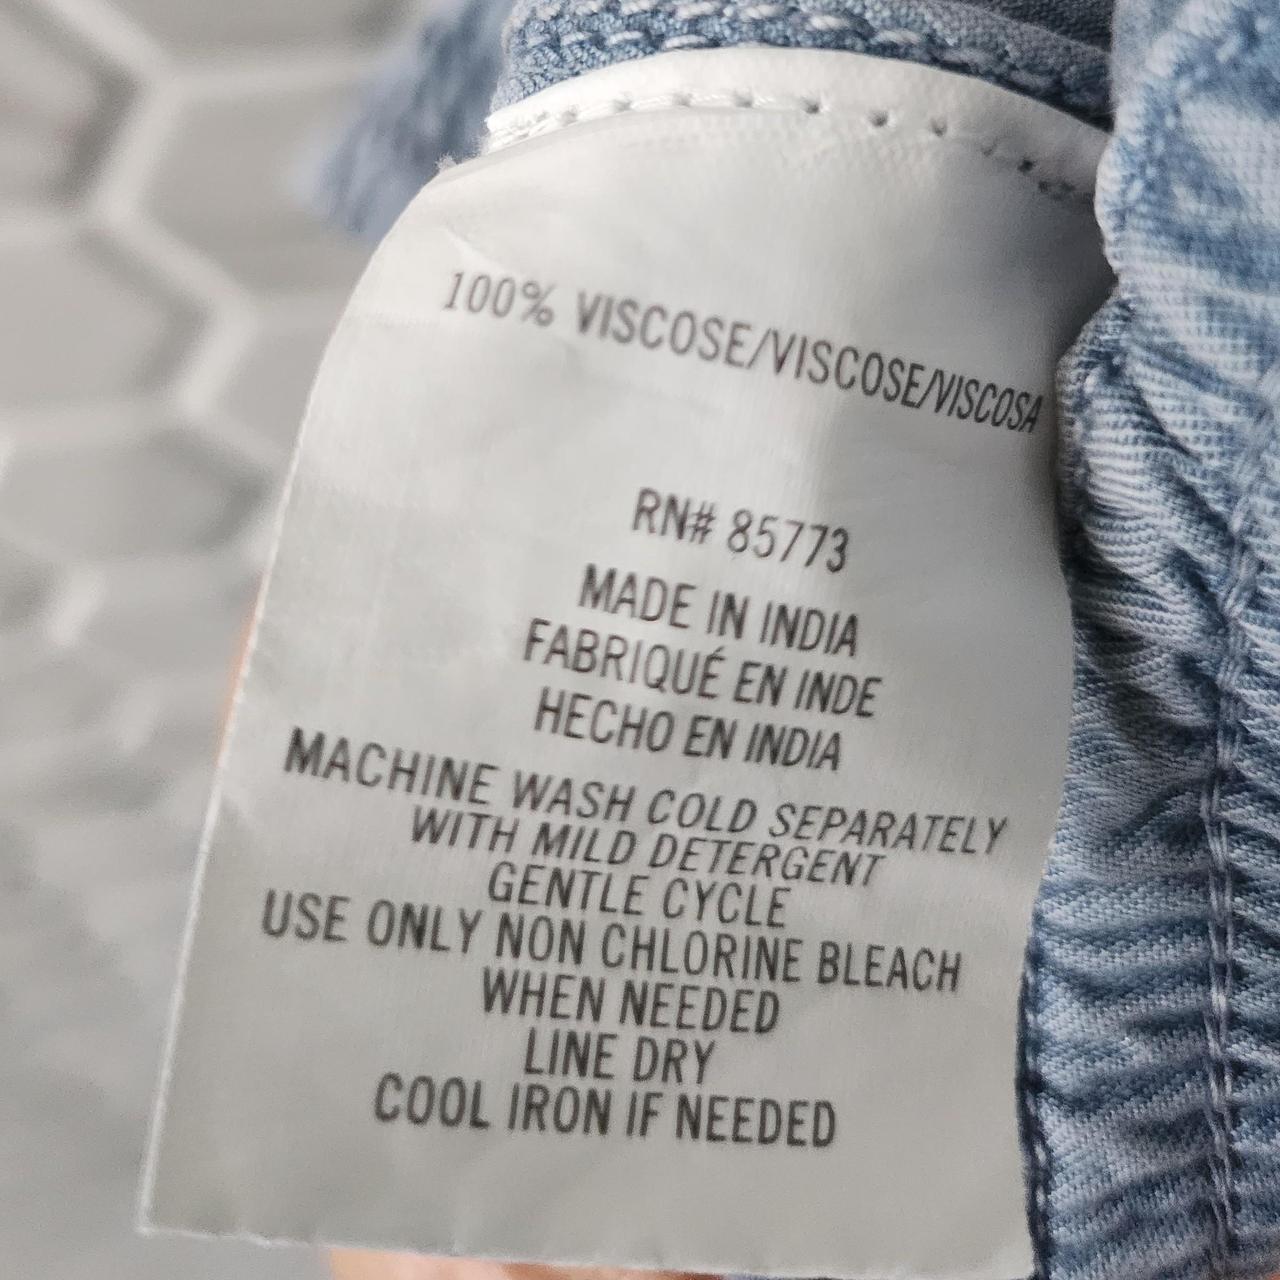 100% VISCOSE/VISCOSE/VISCOSA
RN# 85773
MADE IN INDIA
FABRIQUÉ EN INDE
HECHO EN INDIA
MACHINE WASH COLD SEPARATELY
WITH MILD DETERGENT
GENTLE CYCLE
USE ONLY NON CHLORINE BLEACH
WHEN NEEDED
LINE DRY
COOL IRON IF NEEDED